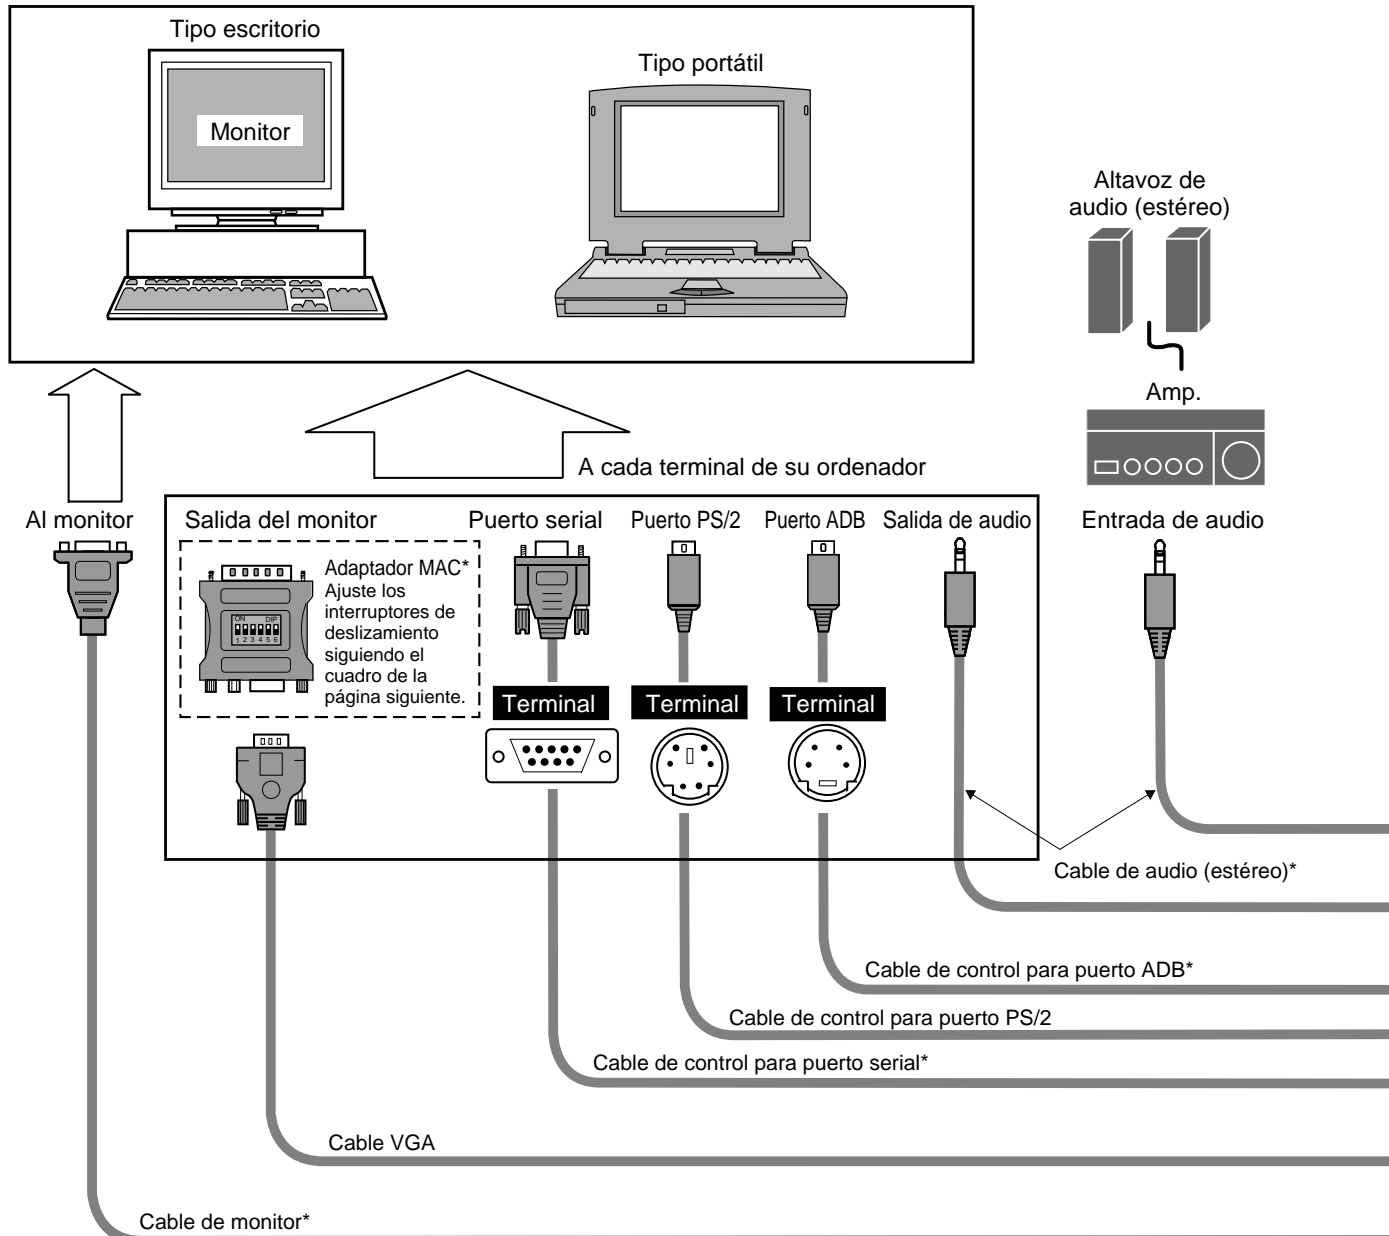 Tipo escritorio
Tipo portátil
Monitor
Altavoz de
audio (estéreo)
Amp.
A cada terminal de su ordenador
Al monitor
Salida del monitor
Puerto serial
Puerto PS/2
Puerto ADB
Salida de audio
Entrada de audio
Adaptador MAC*
Ajuste los
interruptores de
deslizamiento
siguiendo el
cuadro de la
página siguiente.
ON DIP
1 2 3 4 5 6
Terminal
Terminal
Terminal
Cable de audio (estéreo)*
Cable de control para puerto ADB*
Cable de control para puerto PS/2
Cable de control para puerto serial*
Cable VGA
Cable de monitor*